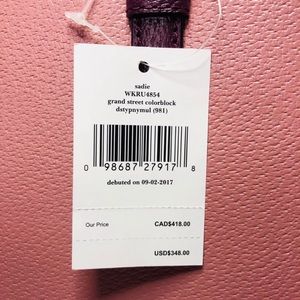 sadie
WKRU4854
grand street colorblock
dstypnymul (981)
0 98687 27917 8
debuted on 09-02-2017
Our Price CAD$418.00
USD$348.00